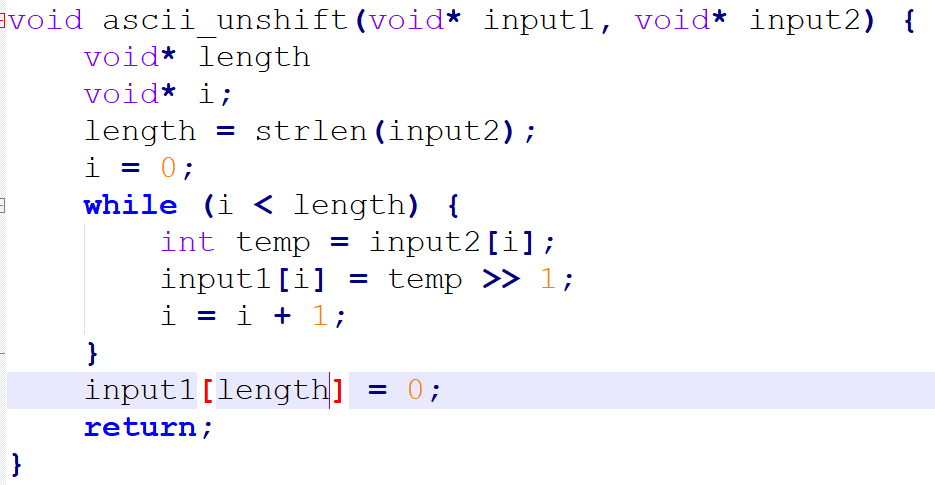 void ascii_unshift(void* input1, void* input2) {
    void* length
    void* i;
    length = strlen(input2);
    i = 0;
    while (i < length) {
        int temp = input2[i];
        input1[i] = temp >> 1;
        i = i + 1;
    }
    input1[length] = 0;
    return;
}